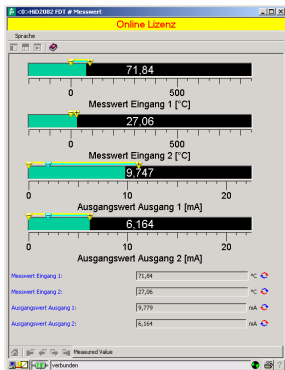 <0>HiD2082 FDT # Messwert
Online Lizenz
Sprache
71,84
0 500
Messwert Eingang 1 [°C]
27,06
0 500
Messwert Eingang 2 [°C]
9,747
0 10 20
Ausgangswert Ausgang 1 [mA]
6,164
0 10 20
Ausgangswert Ausgang 2 [mA]
Messwert Eingang 1: 71,84 °C
Messwert Eingang 2: 27,06 °C
Ausgangswert Ausgang 1: 9,779 mA
Ausgangswert Ausgang 2: 6,164 mA
Measured Value
verbunden